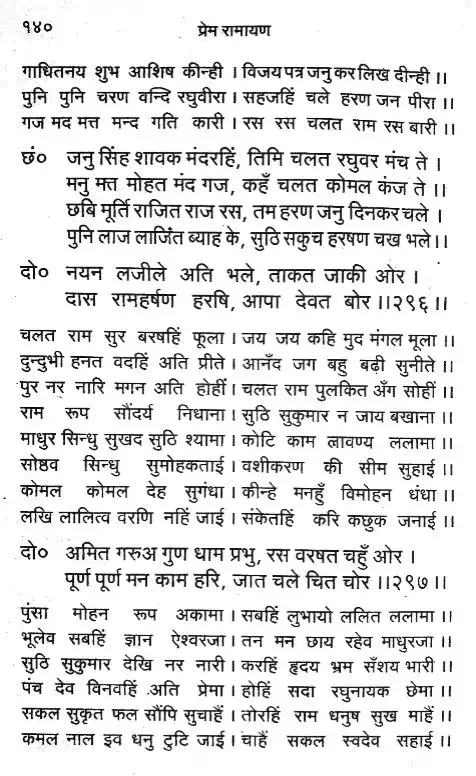 १४० प्रेम रामायण
गाधितनय शुभ आशिष कीन्ही । विजयपत्र जनु कर लिख दीन्ही ।।
पुनि पुनि चरण वन्दि रघुवीरा । सहजहिं चले हरण जन पीरा ।।
गज मद मत्त मन्द गति कारी । रस रस चलत राम रस बारी ।।
छं० जनु सिंह शावक मंदरहिं, तिमि चलत रघुवर मंच ते ।
मनु मत्त मोहत मंद गज, कहँ चलत कोमल कंज ते ।।
छबि मूर्ति राजित राज रस, तम हरण जनु दिनकर चले ।
पुनि लाज लार्जित ब्याह के, सुठि सकुच हरषण चख भले ।।
दो० नयन लजीले अति भले, ताकत जाकी ओर ।
दास रामहर्षण हरषि, आपा देवत बोर ।।२९६।।
चलत राम सुर बरषहिं फूला । जय जय कहि मुद मंगल मूला ।।
दुन्दुभी हनत वदहिं अति प्रीते । आनँद जग बहु बढ़ी सुनीते ।।
पुर नर नारि मगन अति होहीं । चलत राम पुलकित अँग सोहीं ।।
राम रूप सौंदर्य निधाना । सुठि सुकुमार न जाय बखाना ।।
माधुर सिन्धु सुखद सुठि श्यामा । कोटि काम लावण्य ललामा ।।
सोष्ठव सिन्धु सुमोहकताई । वशीकरण की सीम सुहाई ।।
कोमल कोमल देह सुगंधा । कीन्हे मनहुँ विमोहन धंधा ।।
लखि लालित्व वरणि नहिं जाई । संकेतहिं करि कछुक जनाई ।।
दो० अमित गरुअ गुण धाम प्रभु, रस वरषत चहुँ ओर ।
पूर्ण पूर्ण मन काम हरि, जात चले चित चोर ।।२९७।।
पुंसा मोहन रूप अकामा । सबहिं लुभायो ललित ललामा ।।
भूलेव सबहिं ज्ञान ऐश्वरजा । तन मन छाय रहेव माधुरजा ।।
सुठि सुकुमार देखि नर नारी । करहिं हृदय भ्रम सँशय भारी ।।
पंच देव विनवहिं अति प्रेमा । होहिं सदा रघुनायक छेमा ।।
सकल सुकृत फल सौंपि सुचाहैं । तोरहिं राम धनुष सुख माहैं ।।
कमल नाल इव धनु टुटि जाई । चाहैं सकल स्वदेव सहाई ।।